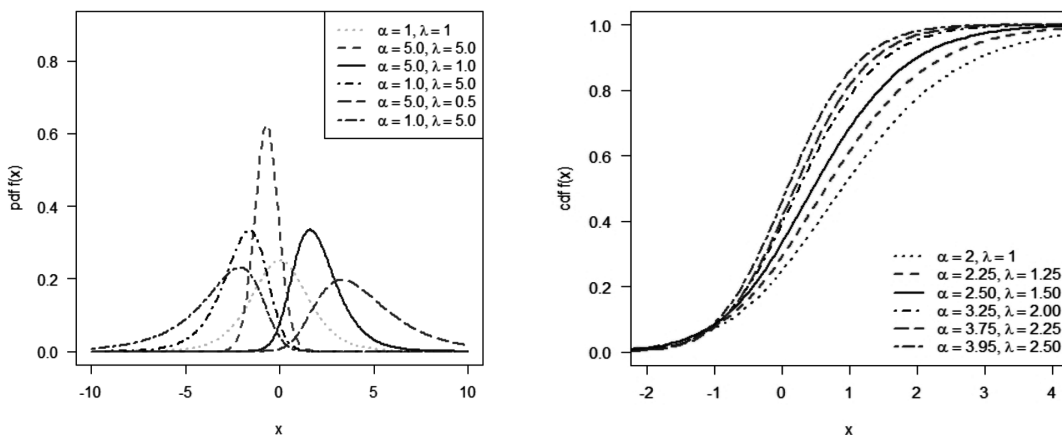 pdf f(x)
0.8
0.6
0.4
0.2
0.0
α = 1, λ = 1
α = 5.0, λ = 5.0
α = 5.0, λ = 1.0
α = 1.0, λ = 5.0
α = 5.0, λ = 0.5
α = 1.0, λ = 5.0
-10 -5 0 5 10
x
cdf f(x)
1.0
0.8
0.6
0.4
0.2
0.0
α = 2, λ = 1
α = 2.25, λ = 1.25
α = 2.50, λ = 1.50
α = 3.25, λ = 2.00
α = 3.75, λ = 2.25
α = 3.95, λ = 2.50
-2 -1 0 1 2 3 4
x